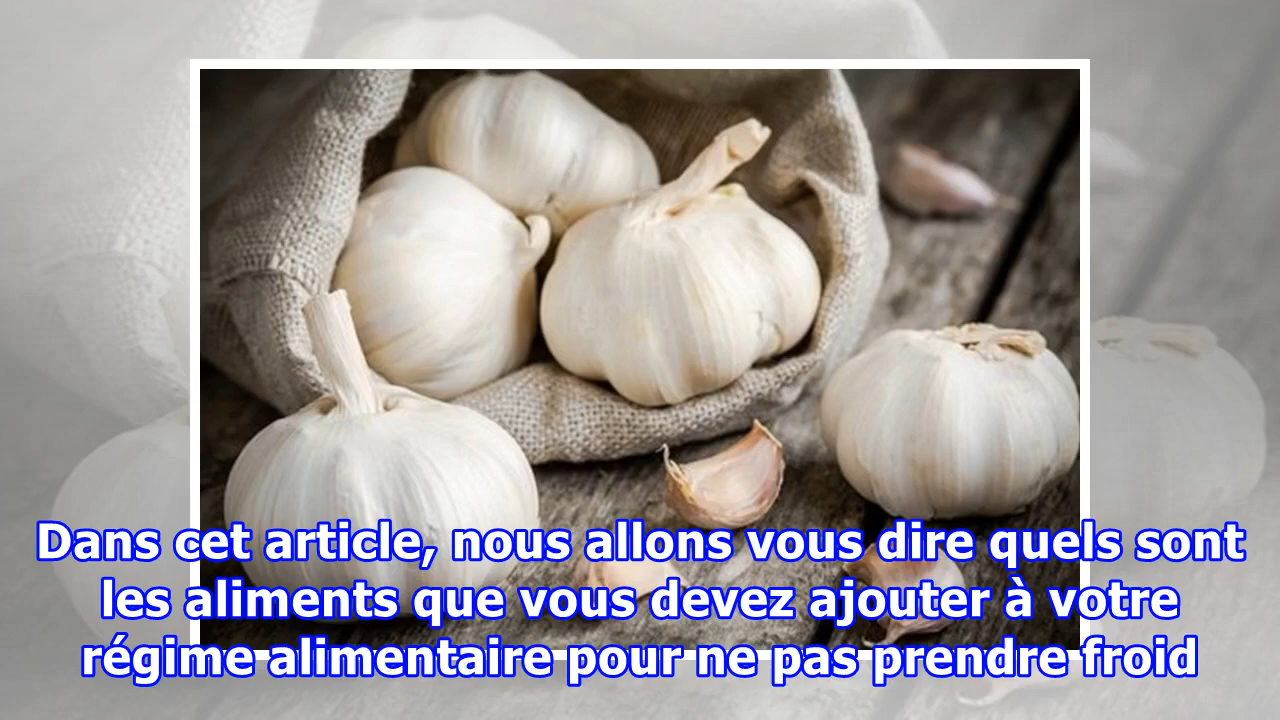 Dans cet article, nous allons vous dire quels sont
les aliments que vous devez ajouter à votre
régime alimentaire pour ne pas prendre froid